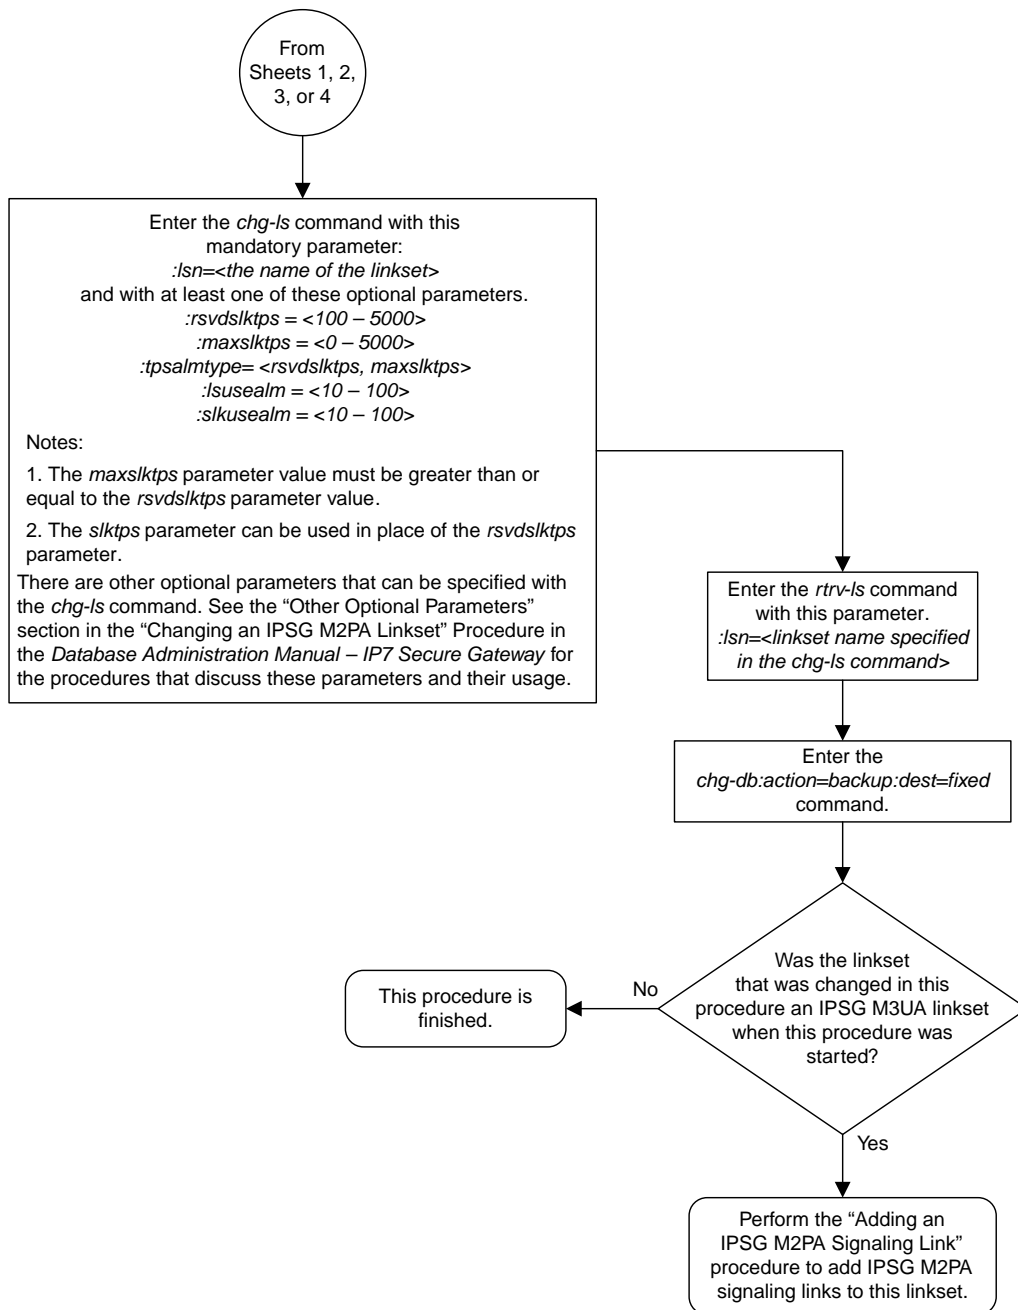 From
Sheets 1, 2,
3, or 4
Enter the chg-ls command with this
mandatory parameter:
:lsn=<the name of the linkset>
and with at least one of these optional parameters.
:rsvdslktps = <100 – 5000>
:maxslktps = <0 – 5000>
:tpsalmtype= <rsvdslktps, maxslktps>
:lsusealm = <10 – 100>
:slkusealm = <10 – 100>
Notes:
1. The maxslktps parameter value must be greater than or
equal to the rsvdslktps parameter value.
2. The slktps parameter can be used in place of the rsvdslktps
parameter.
There are other optional parameters that can be specified with
the chg-ls command. See the “Other Optional Parameters”
section in the “Changing an IPSG M2PA Linkset” Procedure in
the Database Administration Manual – IP7 Secure Gateway for
the procedures that discuss these parameters and their usage.
Enter the rtrv-ls command
with this parameter.
:lsn=<linkset name specified
in the chg-ls command>
Enter the
chg-db:action=backup:dest=fixed
command.
Was the linkset
that was changed in this
procedure an IPSG M3UA linkset
when this procedure was
started?
No
This procedure is
finished.
Yes
Perform the “Adding an
IPSG M2PA Signaling Link”
procedure to add IPSG M2PA
signaling links to this linkset.